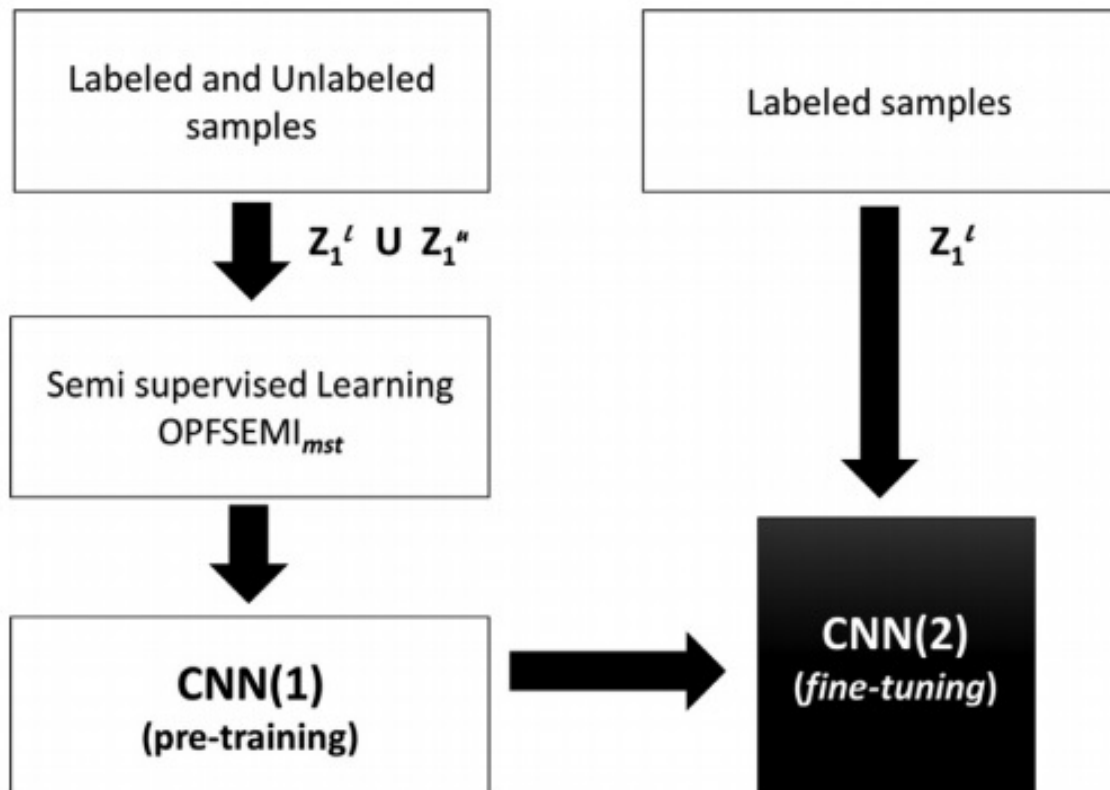 Labeled and Unlabeled
samples
Labeled samples
Z₁ˡ U Z₁ᵘ
Z₁ˡ
Semi supervised Learning
OPFSEMIₘₛₜ
CNN(1)
(pre-training)
CNN(2)
(fine-tuning)